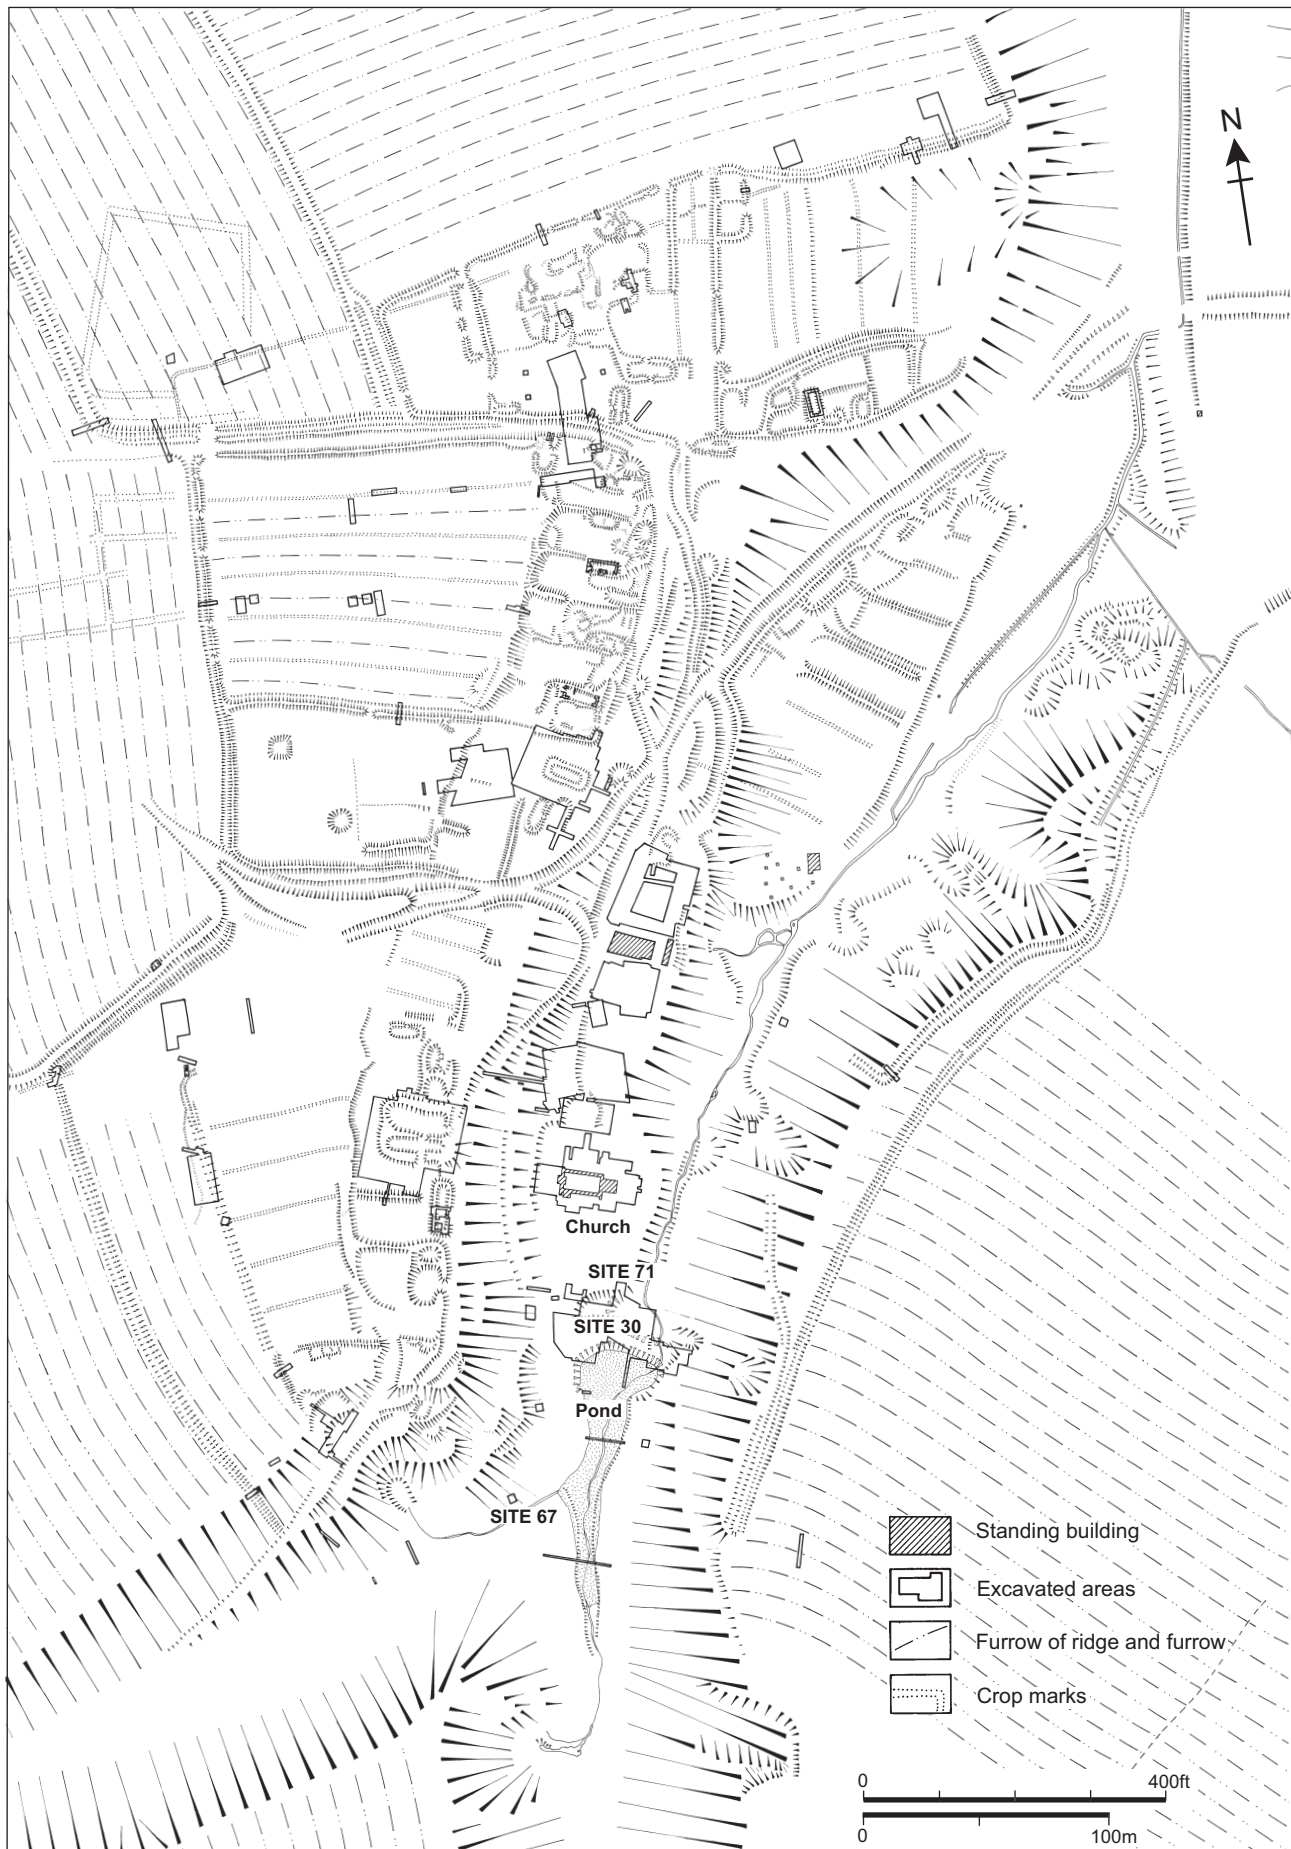 N
Church
SITE 71
SITE 30
Pond
SITE 67
Standing building
Excavated areas
Furrow of ridge and furrow
Crop marks
0 400ft
0 100m